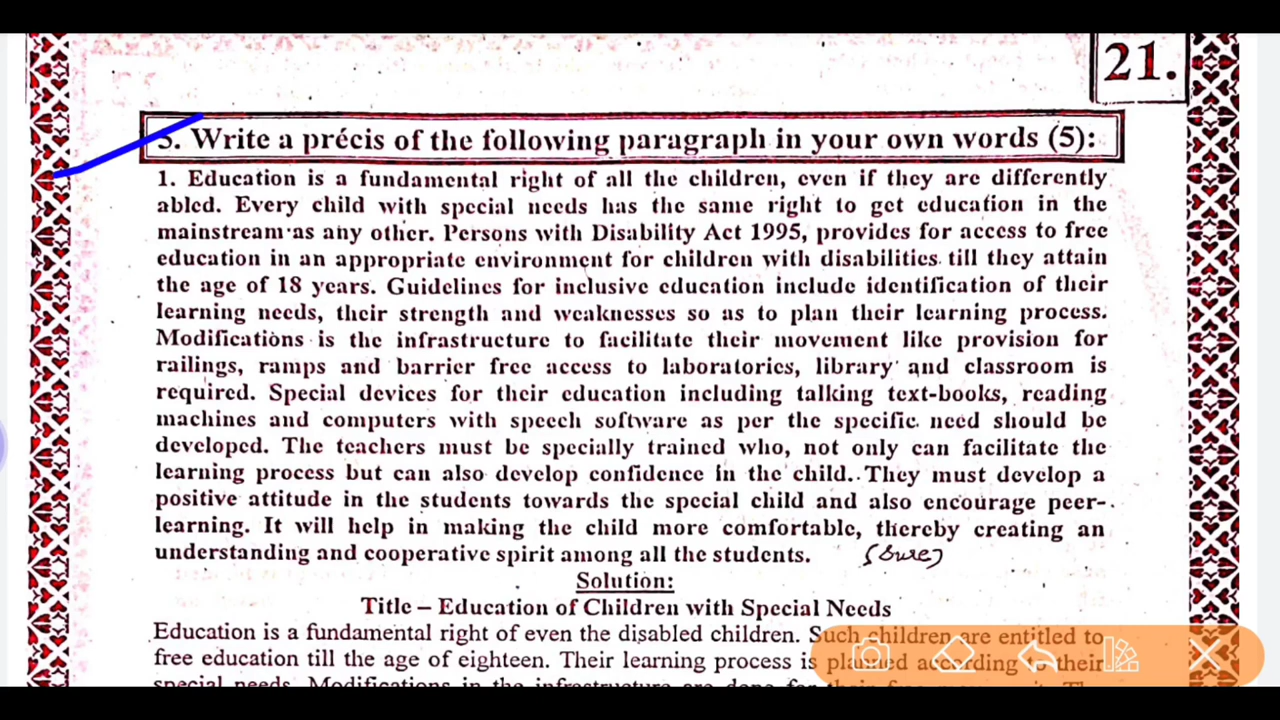 21.
5. Write a précis of the following paragraph in your own words (5):
1. Education is a fundamental right of all the children, even if they are differently
abled. Every child with special needs has the same right to get education in the
mainstream as any other. Persons with Disability Act 1995, provides for access to free
education in an appropriate environment for children with disabilities till they attain
the age of 18 years. Guidelines for inclusive education include identification of their
learning needs, their strength and weaknesses so as to plan their learning process.
Modifications is the infrastructure to facilitate their movement like provision for
railings, ramps and barrier free access to laboratories, library and classroom is
required. Special devices for their education including talking text-books, reading
machines and computers with speech software as per the specific need should be
developed. The teachers must be specially trained who, not only can facilitate the
learning process but can also develop confidence in the child. They must develop a
positive attitude in the students towards the special child and also encourage peer-
learning. It will help in making the child more comfortable, thereby creating an
understanding and cooperative spirit among all the students. (Sure)
Solution:
Title – Education of Children with Special Needs
Education is a fundamental right of even the disabled children. Such children are entitled to
free education till the age of eighteen. Their learning process is planned according to their
special needs. Modifications in the infrastructure are done for their free